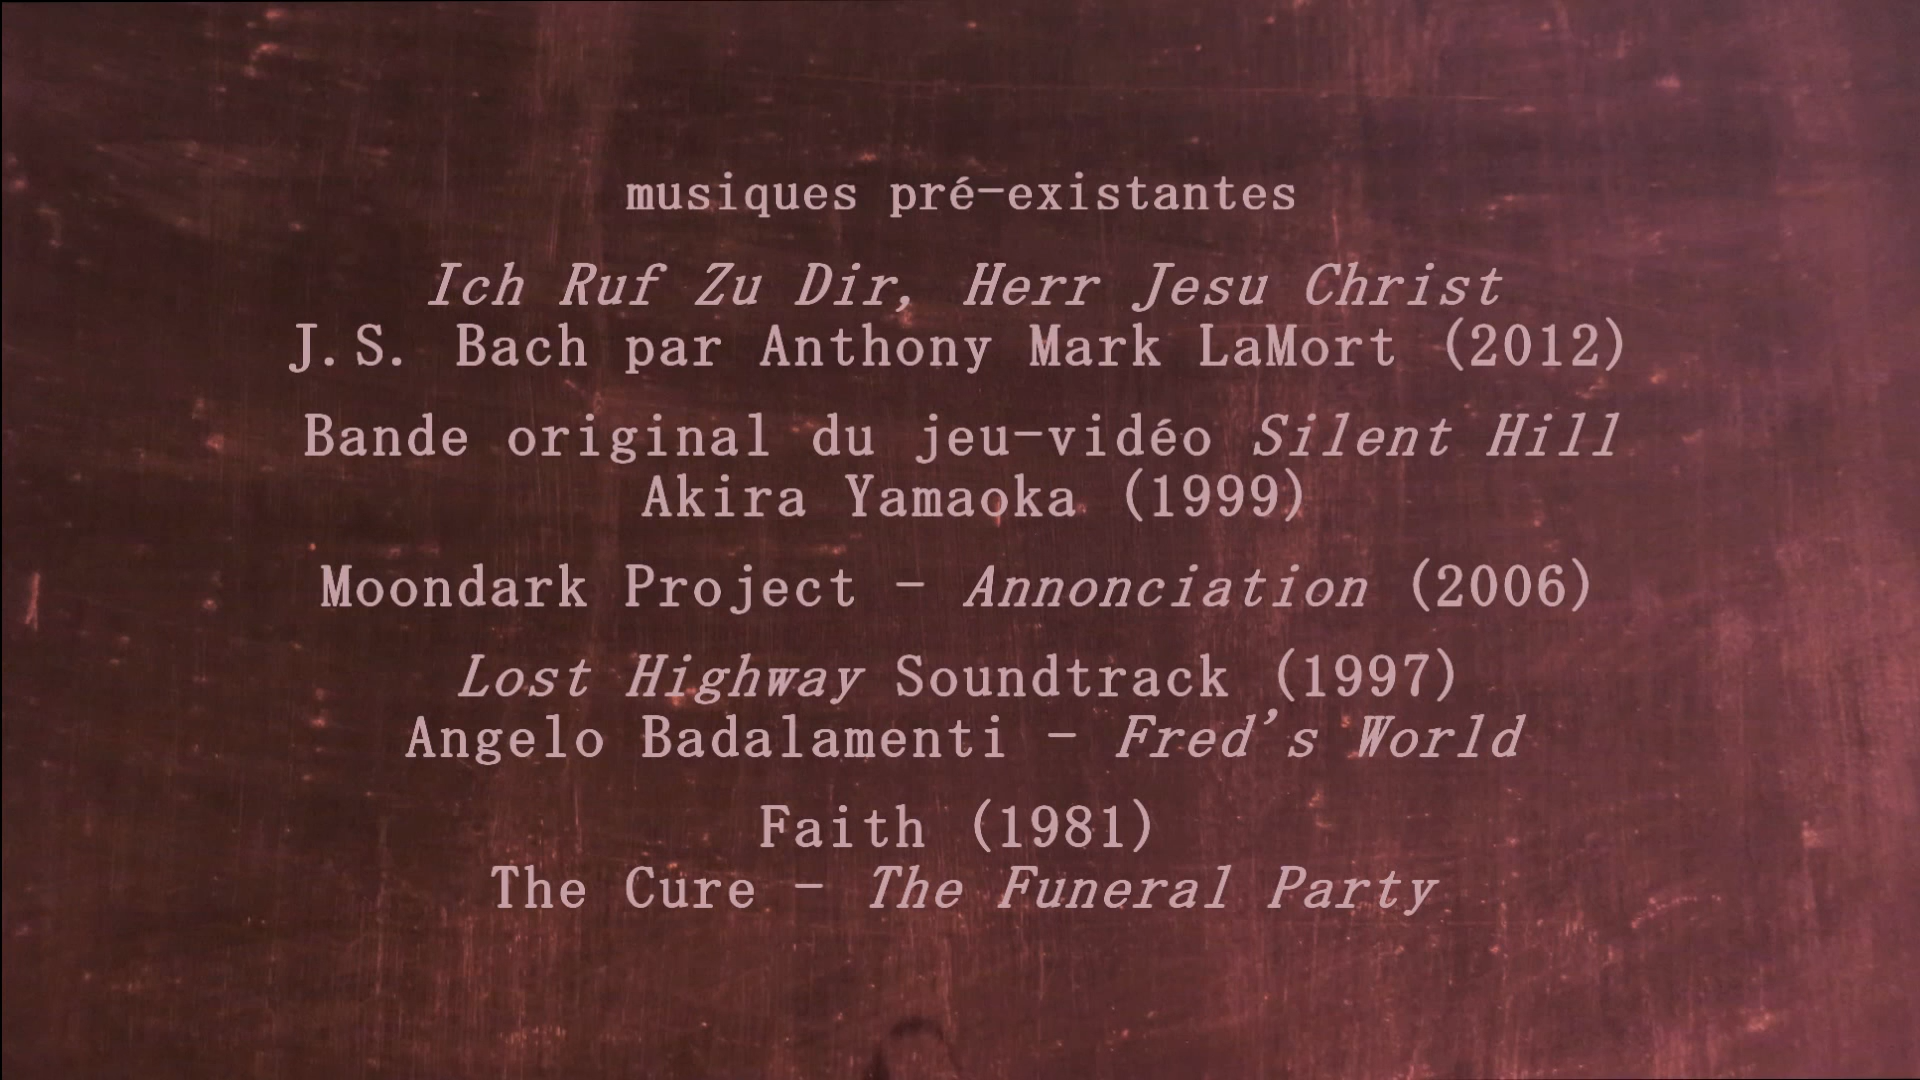 musiques pré-existantes
Ich Ruf Zu Dir, Herr Jesu Christ
J.S. Bach par Anthony Mark LaMort (2012)
Bande original du jeu-vidéo Silent Hill
Akira Yamaoka (1999)
Moondark Project - Annonciation (2006)
Lost Highway Soundtrack (1997)
Angelo Badalamenti - Fred's World
Faith (1981)
The Cure - The Funeral Party